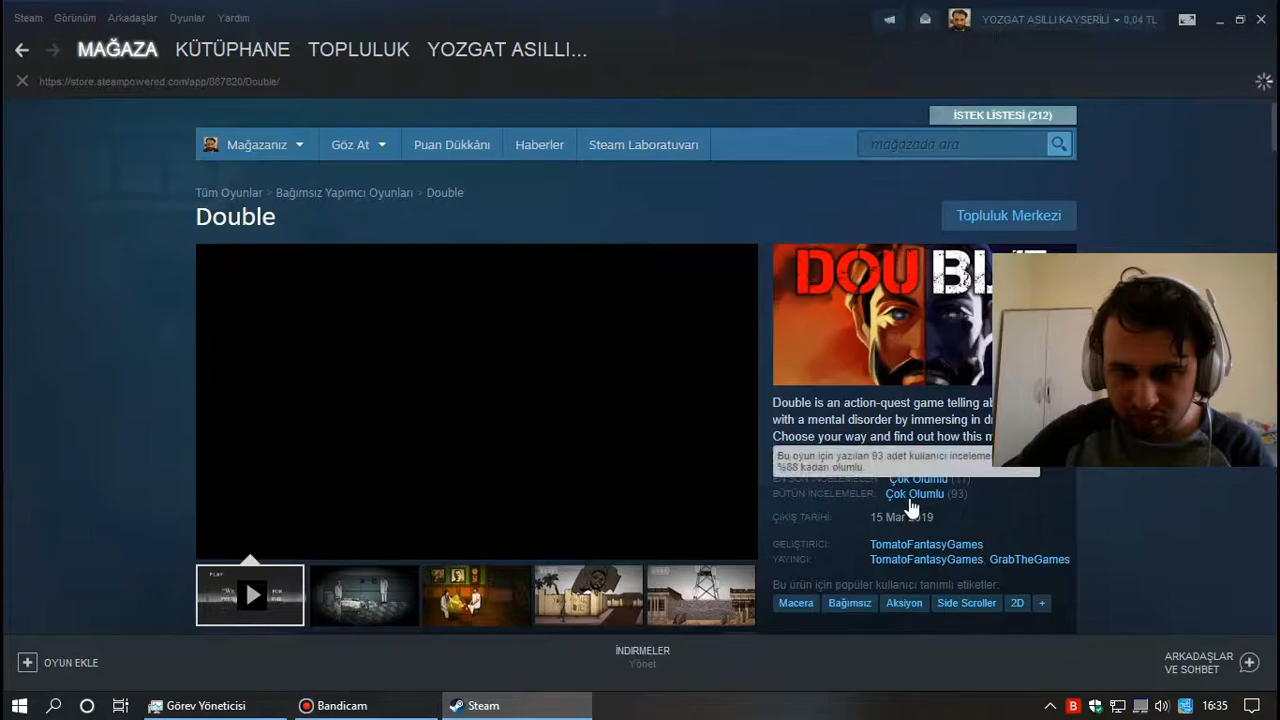 Steam Görünüm Arkadaşlar Oyunlar Yardım
YOZGAT ASILLI KAYSERİLİ 0,04 TL
MAĞAZA KÜTÜPHANE TOPLULUK YOZGAT ASILLI...
https://store.steampowered.com/app/887820/Double/
İSTEK LİSTESİ (212)
Mağazanız Göz At Puan Dükkânı Haberler Steam Laboratuvarı mağazada ara
Tüm Oyunlar > Bağımsız Yapımcı Oyunları > Double
Double
Topluluk Merkezi
DOU
Double is an action-quest game telling
with a mental disorder by immersing in
Choose your way and find out how this
Bu oyun için yazılan 93 adet kullanıcı
%88 kadarı olumlu.
EN SON İNCELEMELER: Çok Olumlu (11)
BÜTÜN İNCELEMELER: Çok Olumlu (93)
ÇIKIŞ TARİHİ: 15 Mar 2019
GELİŞTİRİCİ: TomatoFantasyGames
YAYINCI: TomatoFantasyGames, GrabTheGames
Bu ürün için popüler kullanıcı tanımlı etiketler:
Macera Bağımsız Aksiyon Side Scroller 2D +
PLAY
OYUN EKLE
İNDİRMELER
Yönet
ARKADAŞLAR
VE SOHBET
Görev Yöneticisi Bandicam Steam B 16:35